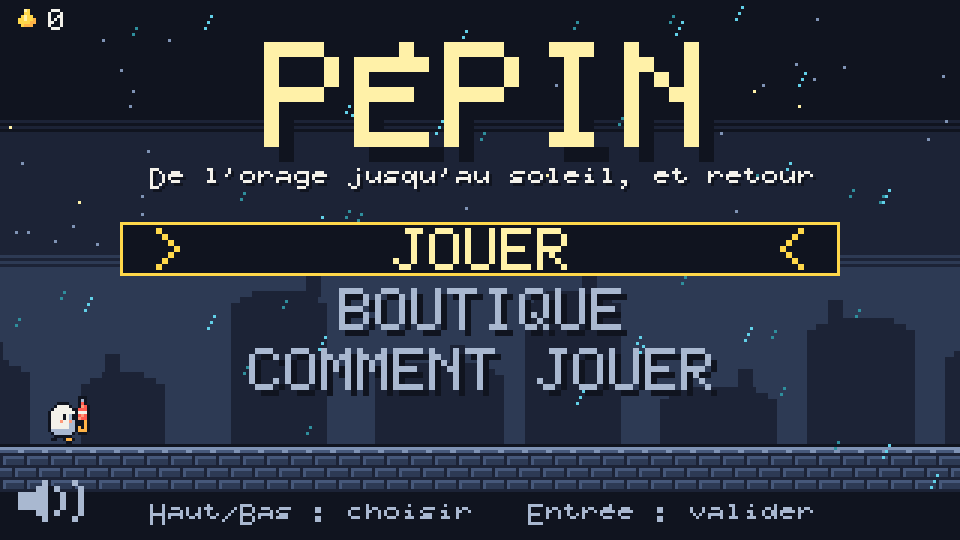 0
PÉPIN
De l'orage jusqu'au soleil, et retour
> JOUER <
BOUTIQUE
COMMENT JOUER
Haut/Bas : choisir Entrée : valider